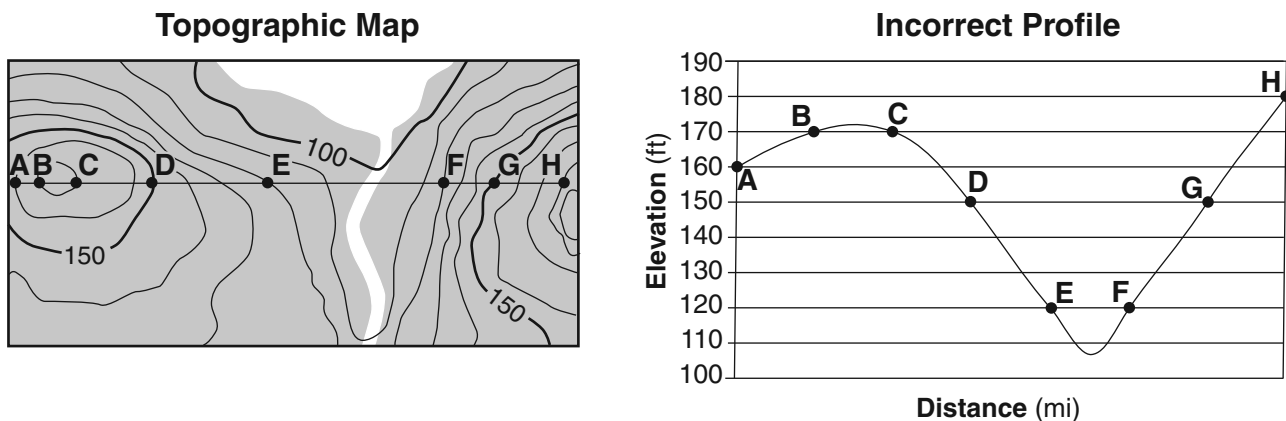 Topographic Map
A B C D E F G H
100
150
150
Incorrect Profile
Elevation (ft)
190
180
170
160
150
140
130
120
110
100
A
B
C
D
E
F
G
H
Distance (mi)